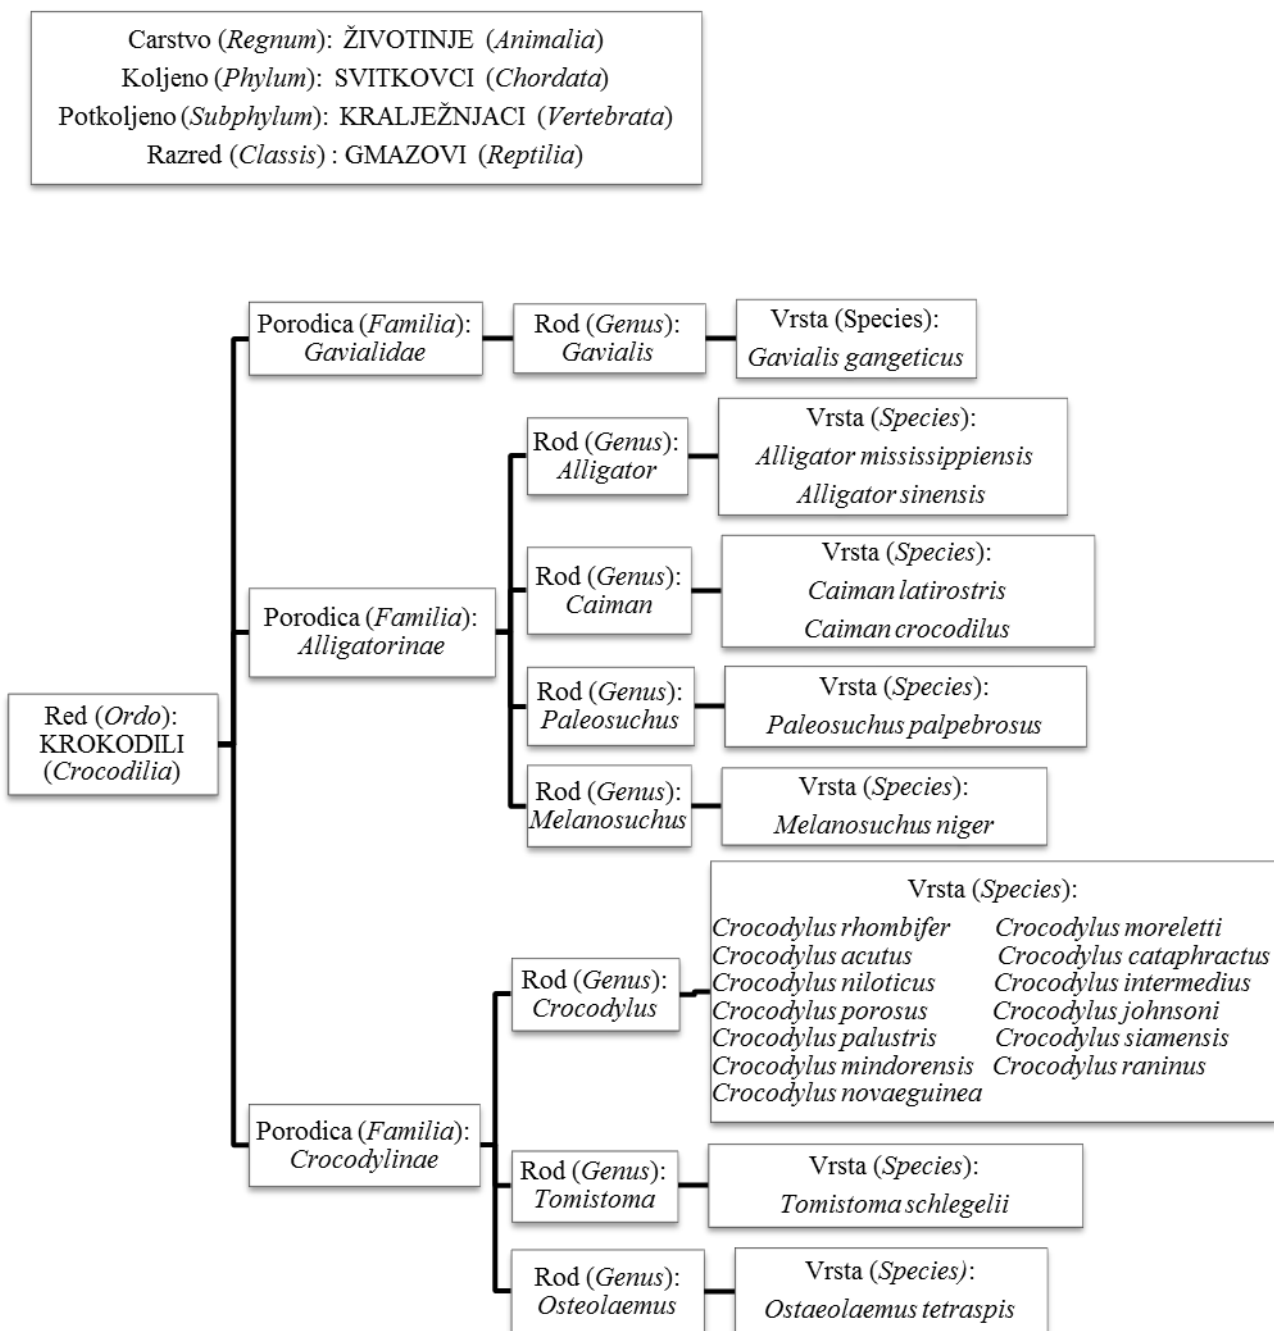 Carstvo (Regnum): ŽIVOTINJE (Animalia)
Koljeno (Phylum): SVITKOVCI (Chordata)
Potkoljeno (Subphylum): KRALJEŽNJACI (Vertebrata)
Razred (Classis) : GMAZOVI (Reptilia)
Red (Ordo):
KROKODILI
(Crocodilia)
Porodica (Familia):
Gavialidae
Rod (Genus):
Gavialis
Vrsta (Species):
Gavialis gangeticus
Porodica (Familia):
Alligatorinae
Rod (Genus):
Alligator
Vrsta (Species):
Alligator mississippiensis
Alligator sinensis
Rod (Genus):
Caiman
Vrsta (Species):
Caiman latirostris
Caiman crocodilus
Rod (Genus):
Paleosuchus
Vrsta (Species):
Paleosuchus palpebrosus
Rod (Genus):
Melanosuchus
Vrsta (Species):
Melanosuchus niger
Porodica (Familia):
Crocodylinae
Rod (Genus):
Crocodylus
Vrsta (Species):
Crocodylus rhombifer Crocodylus moreletti
Crocodylus acutus Crocodylus cataphractus
Crocodylus niloticus Crocodylus intermedius
Crocodylus porosus Crocodylus johnsoni
Crocodylus palustris Crocodylus siamensis
Crocodylus mindorensis Crocodylus raninus
Crocodylus novaeguinea
Rod (Genus):
Tomistoma
Vrsta (Species):
Tomistoma schlegelii
Rod (Genus):
Osteolaemus
Vrsta (Species):
Ostaeolaemus tetraspis